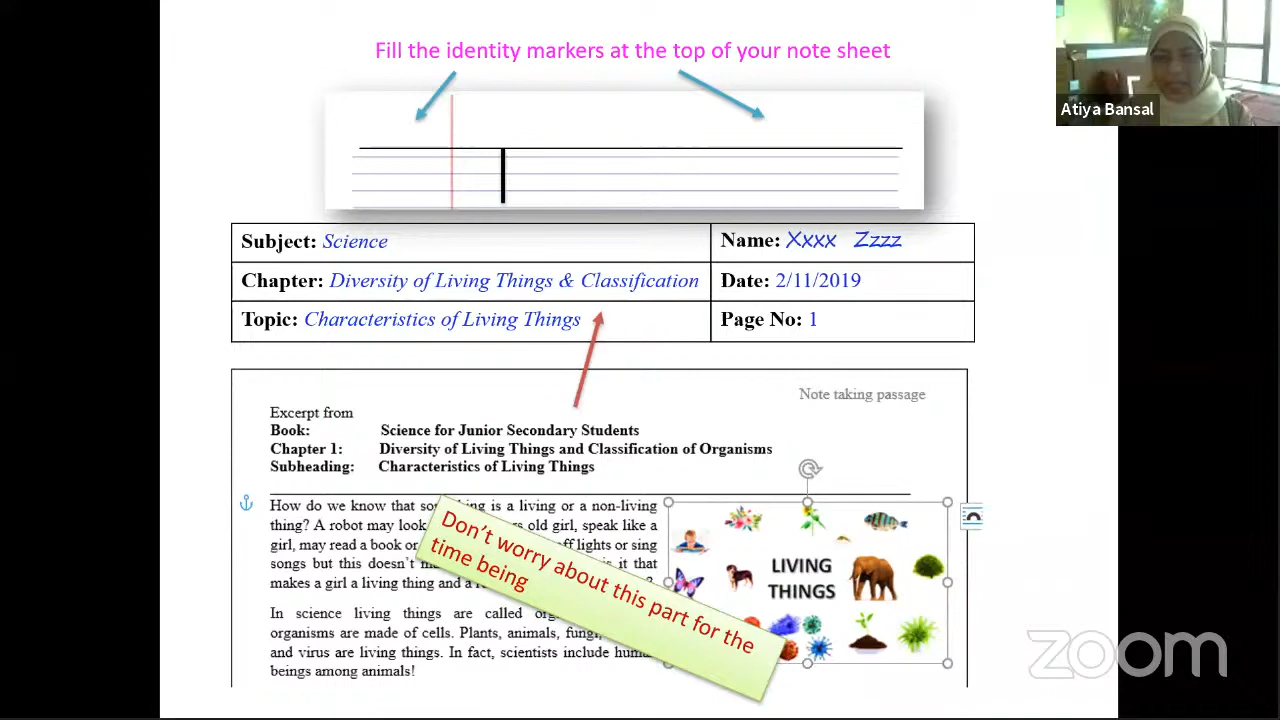 Fill the identity markers at the top of your note sheet
Atiya Bansal
Subject: Science
Name: Xxxx Zzzz
Chapter: Diversity of Living Things & Classification
Date: 2/11/2019
Topic: Characteristics of Living Things
Page No: 1
Note taking passage
Excerpt from
Book: Science for Junior Secondary Students
Chapter 1: Diversity of Living Things and Classification of Organisms
Subheading: Characteristics of Living Things
How do we know that something is a living or a non-living
thing? A robot may look old girl, speak like a
girl, may read a book or off lights or sing
songs but this doesn't is it that
makes a girl a living thing and a
In science living things are called
organisms are made of cells. Plants, animals, fungi,
and virus are living things. In fact, scientists include human
beings among animals!
Don't worry about this part for the
time being
LIVING
THINGS
zoom